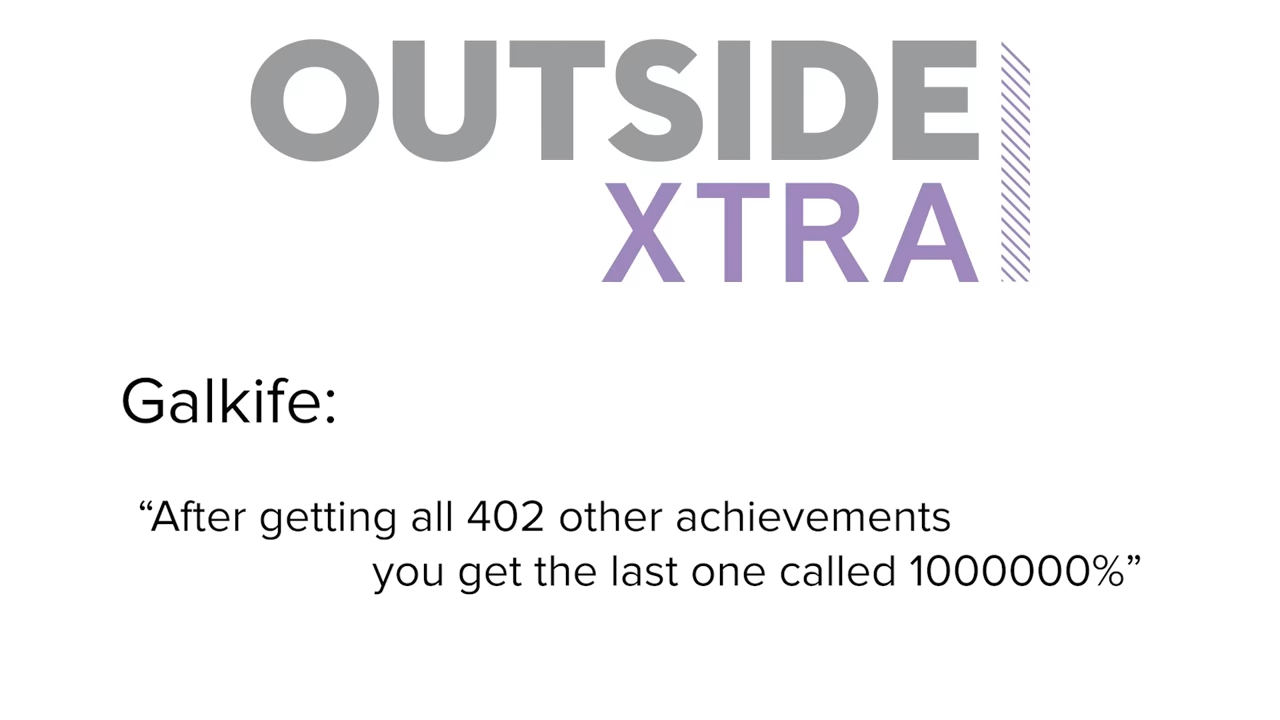 OUTSIDE
XTRA
Galkife:
“After getting all 402 other achievements
you get the last one called 1000000%”